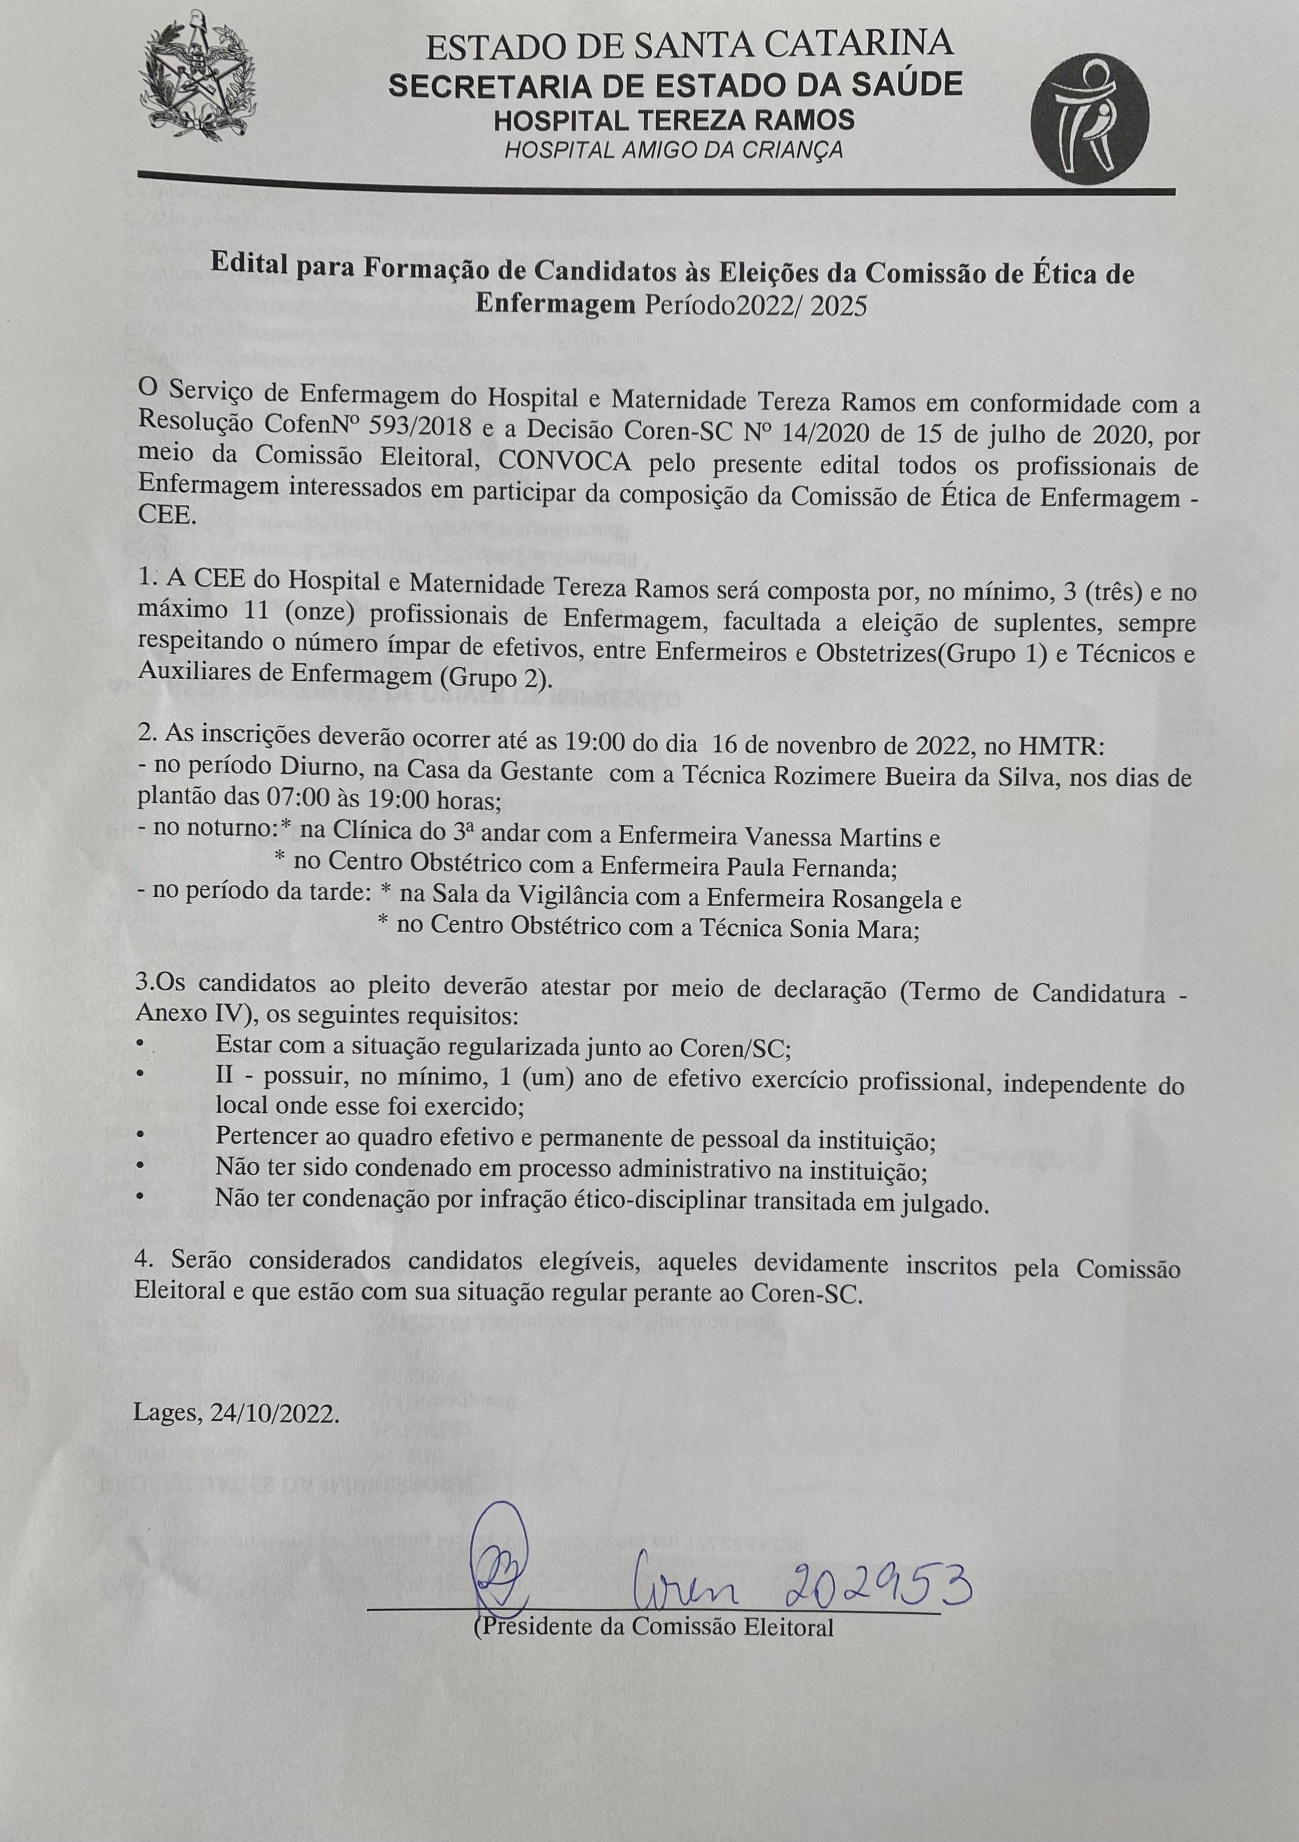 ESTADO DE SANTA CATARINA
SECRETARIA DE ESTADO DA SAÚDE
HOSPITAL TEREZA RAMOS
HOSPITAL AMIGO DA CRIANÇA
Edital para Formação de Candidatos às Eleições da Comissão de Ética de
Enfermagem Período2022/ 2025
O Serviço de Enfermagem do Hospital e Maternidade Tereza Ramos em conformidade com a
Resolução CofenNº 593/2018 e a Decisão Coren-SC Nº 14/2020 de 15 de julho de 2020, por
meio da Comissão Eleitoral, CONVOCA pelo presente edital todos os profissionais de
Enfermagem interessados em participar da composição da Comissão de Ética de Enfermagem -
CEE.
1. A CEE do Hospital e Maternidade Tereza Ramos será composta por, no mínimo, 3 (três) e no
máximo 11 (onze) profissionais de Enfermagem, facultada a eleição de suplentes, sempre
respeitando o número ímpar de efetivos, entre Enfermeiros e Obstetrizes(Grupo 1) e Técnicos e
Auxiliares de Enfermagem (Grupo 2).
2. As inscrições deverão ocorrer até as 19:00 do dia 16 de novenbro de 2022, no HMTR:
- no período Diurno, na Casa da Gestante com a Técnica Rozimere Bueira da Silva, nos dias de
plantão das 07:00 às 19:00 horas;
- no noturno:* na Clínica do 3ª andar com a Enfermeira Vanessa Martins e
* no Centro Obstétrico com a Enfermeira Paula Fernanda;
- no período da tarde: * na Sala da Vigilância com a Enfermeira Rosangela e
* no Centro Obstétrico com a Técnica Sonia Mara;
3.Os candidatos ao pleito deverão atestar por meio de declaração (Termo de Candidatura -
Anexo IV), os seguintes requisitos:
• Estar com a situação regularizada junto ao Coren/SC;
• II - possuir, no mínimo, 1 (um) ano de efetivo exercício profissional, independente do
local onde esse foi exercido;
• Pertencer ao quadro efetivo e permanente de pessoal da instituição;
• Não ter sido condenado em processo administrativo na instituição;
• Não ter condenação por infração ético-disciplinar transitada em julgado.
4. Serão considerados candidatos elegíveis, aqueles devidamente inscritos pela Comissão
Eleitoral e que estão com sua situação regular perante ao Coren-SC.
Lages, 24/10/2022.
Coren 202953
(Presidente da Comissão Eleitoral